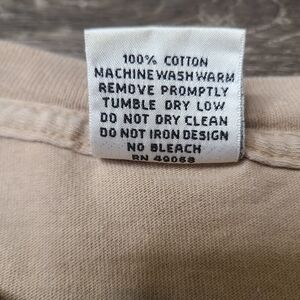 100% COTTON
MACHINE WASH WARM
REMOVE PROMPTLY
TUMBLE DRY LOW
DO NOT DRY CLEAN
DO NOT IRON DESIGN
NO BLEACH
RN 49068